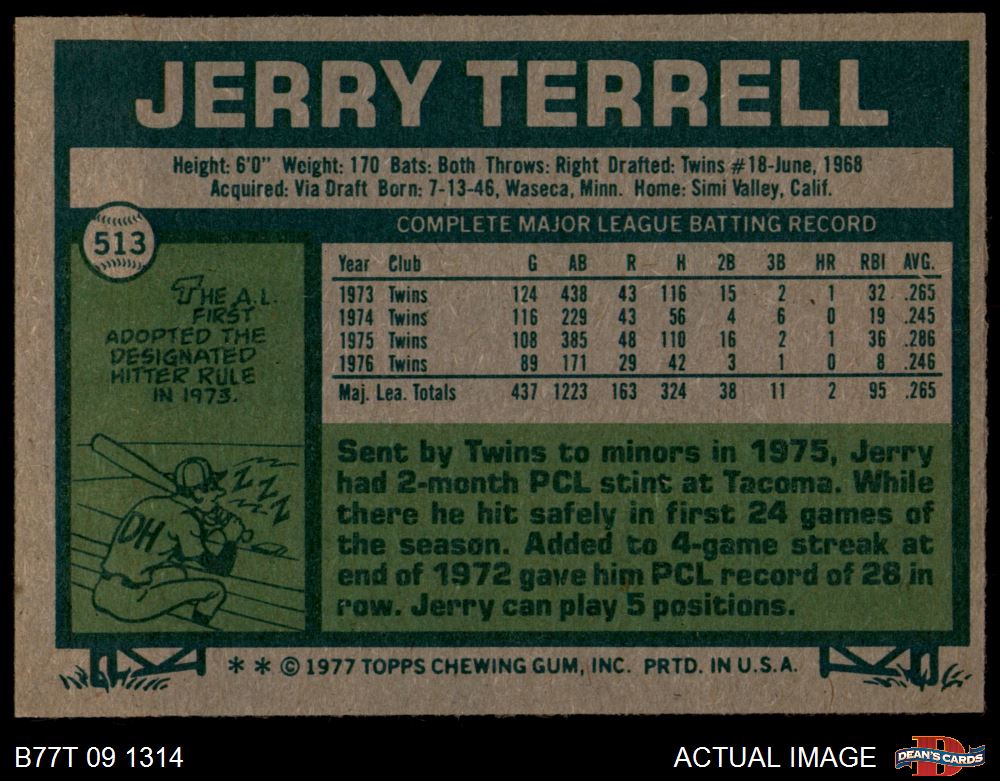 JERRY TERRELL
Height: 6'0" Weight: 170 Bats: Both Throws: Right Drafted: Twins #18-June, 1968
Acquired: Via Draft Born: 7-13-46, Waseca, Minn. Home: Simi Valley, Calif.
513
COMPLETE MAJOR LEAGUE BATTING RECORD
Year Club G AB R H 2B 3B HR RBI AVG.
1973 Twins 124 438 43 116 15 2 1 32 .265
1974 Twins 116 229 43 56 4 6 0 19 .245
1975 Twins 108 385 48 110 16 2 1 36 .286
1976 Twins 89 171 29 42 3 1 0 8 .246
Maj. Lea. Totals 437 1223 163 324 38 11 2 95 .265
THE A.L.
FIRST
ADOPTED THE
DESIGNATED
HITTER RULE
IN 1973.
ZZZ
ZZZ
DH
Sent by Twins to minors in 1975, Jerry
had 2-month PCL stint at Tacoma. While
there he hit safely in first 24 games of
the season. Added to 4-game streak at
end of 1972 gave him PCL record of 28 in
row. Jerry can play 5 positions.
* * © 1977 TOPPS CHEWING GUM, INC. PRTD. IN U.S.A.
B77T 09 1314
ACTUAL IMAGE
D
DEAN'S CARDS